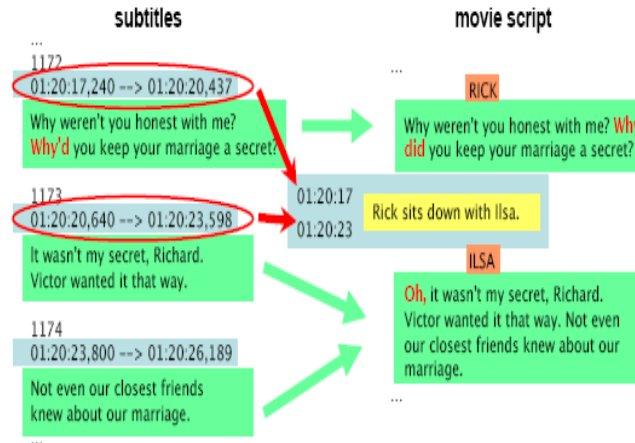 subtitles
...
1172
01:20:17,240 --> 01:20:20,437
Why weren't you honest with me?
Why'd you keep your marriage a secret?
1173
01:20:20,640 --> 01:20:23,598
It wasn't my secret, Richard.
Victor wanted it that way.
1174
01:20:23,800 --> 01:20:26,189
Not even our closest friends
knew about our marriage.
...
movie script
...
RICK
Why weren't you honest with me? Why
did you keep your marriage a secret?
01:20:17
01:20:23
Rick sits down with Ilsa.
ILSA
Oh, it wasn't my secret, Richard.
Victor wanted it that way. Not even
our closest friends knew about our
marriage.
...